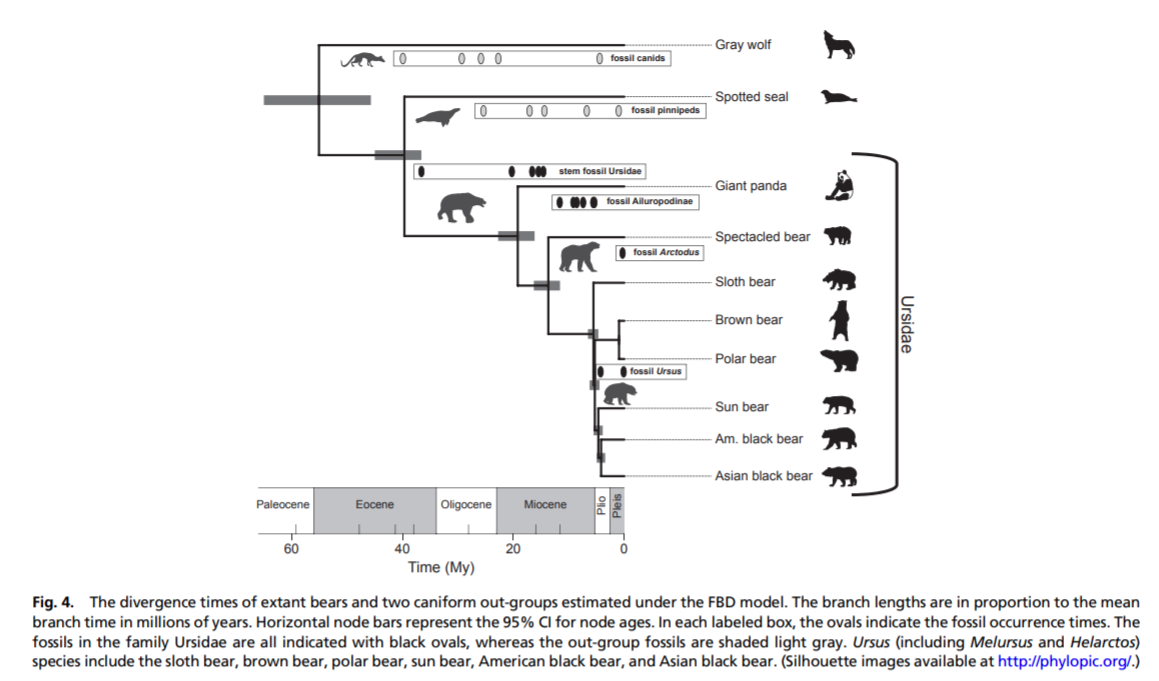 Gray wolf
fossil canids
Spotted seal
fossil pinnipeds
stem fossil Ursidae
Giant panda
fossil Ailuropodinae
Spectacled bear
fossil Arctodus
Sloth bear
Brown bear
Ursidae
Polar bear
fossil Ursus
Sun bear
Am. black bear
Asian black bear
Paleocene Eocene Oligocene Miocene Plio Pleis
60 40 20 0
Time (My)
Fig. 4. The divergence times of extant bears and two caniform out-groups estimated under the FBD model. The branch lengths are in proportion to the mean
branch time in millions of years. Horizontal node bars represent the 95% CI for node ages. In each labeled box, the ovals indicate the fossil occurrence times. The
fossils in the family Ursidae are all indicated with black ovals, whereas the out-group fossils are shaded light gray. Ursus (including Melursus and Helarctos)
species include the sloth bear, brown bear, polar bear, sun bear, American black bear, and Asian black bear. (Silhouette images available at http://phylopic.org/.)